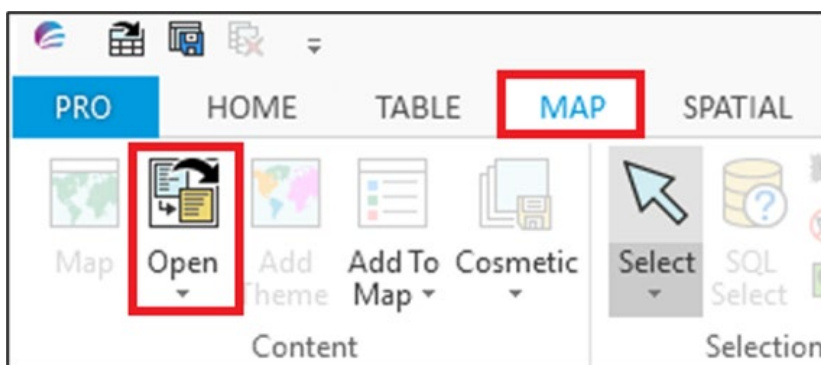 PRO HOME TABLE MAP SPATIAL
Map Open Add Theme Add To Map Cosmetic Select SQL Select
Content Selection